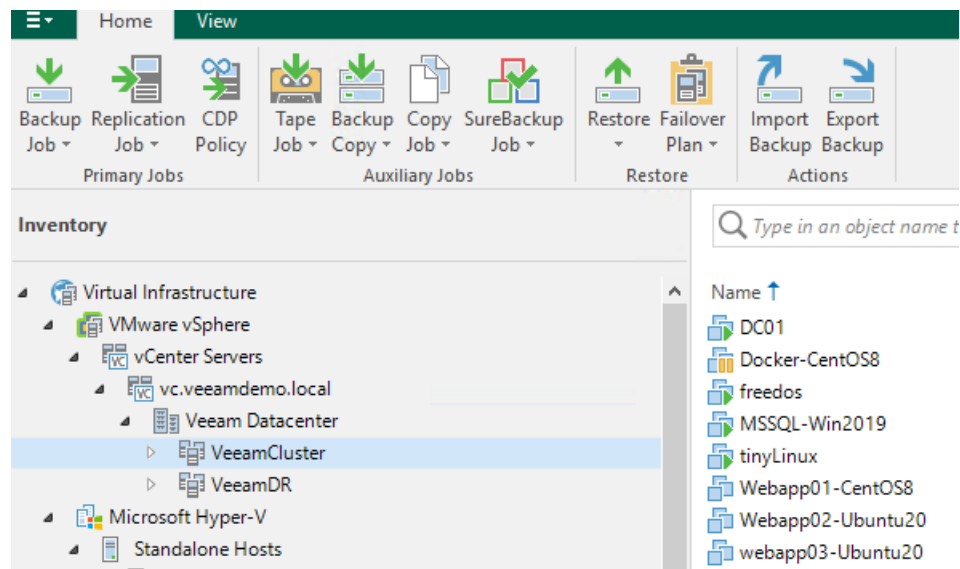 Home View
Backup Job Replication Job CDP Policy Tape Job Backup Copy Copy Job SureBackup Job Restore Failover Plan Import Backup Export Backup
Primary Jobs Auxiliary Jobs Restore Actions
Inventory
Type in an object name t
Virtual Infrastructure
VMware vSphere
vCenter Servers
VC vc.veeamdemo.local
Veeam Datacenter
VeeamCluster
VeeamDR
Microsoft Hyper-V
Standalone Hosts
Name
DC01
Docker-CentOS8
freedos
MSSQL-Win2019
tinyLinux
Webapp01-CentOS8
Webapp02-Ubuntu20
webapp03-Ubuntu20